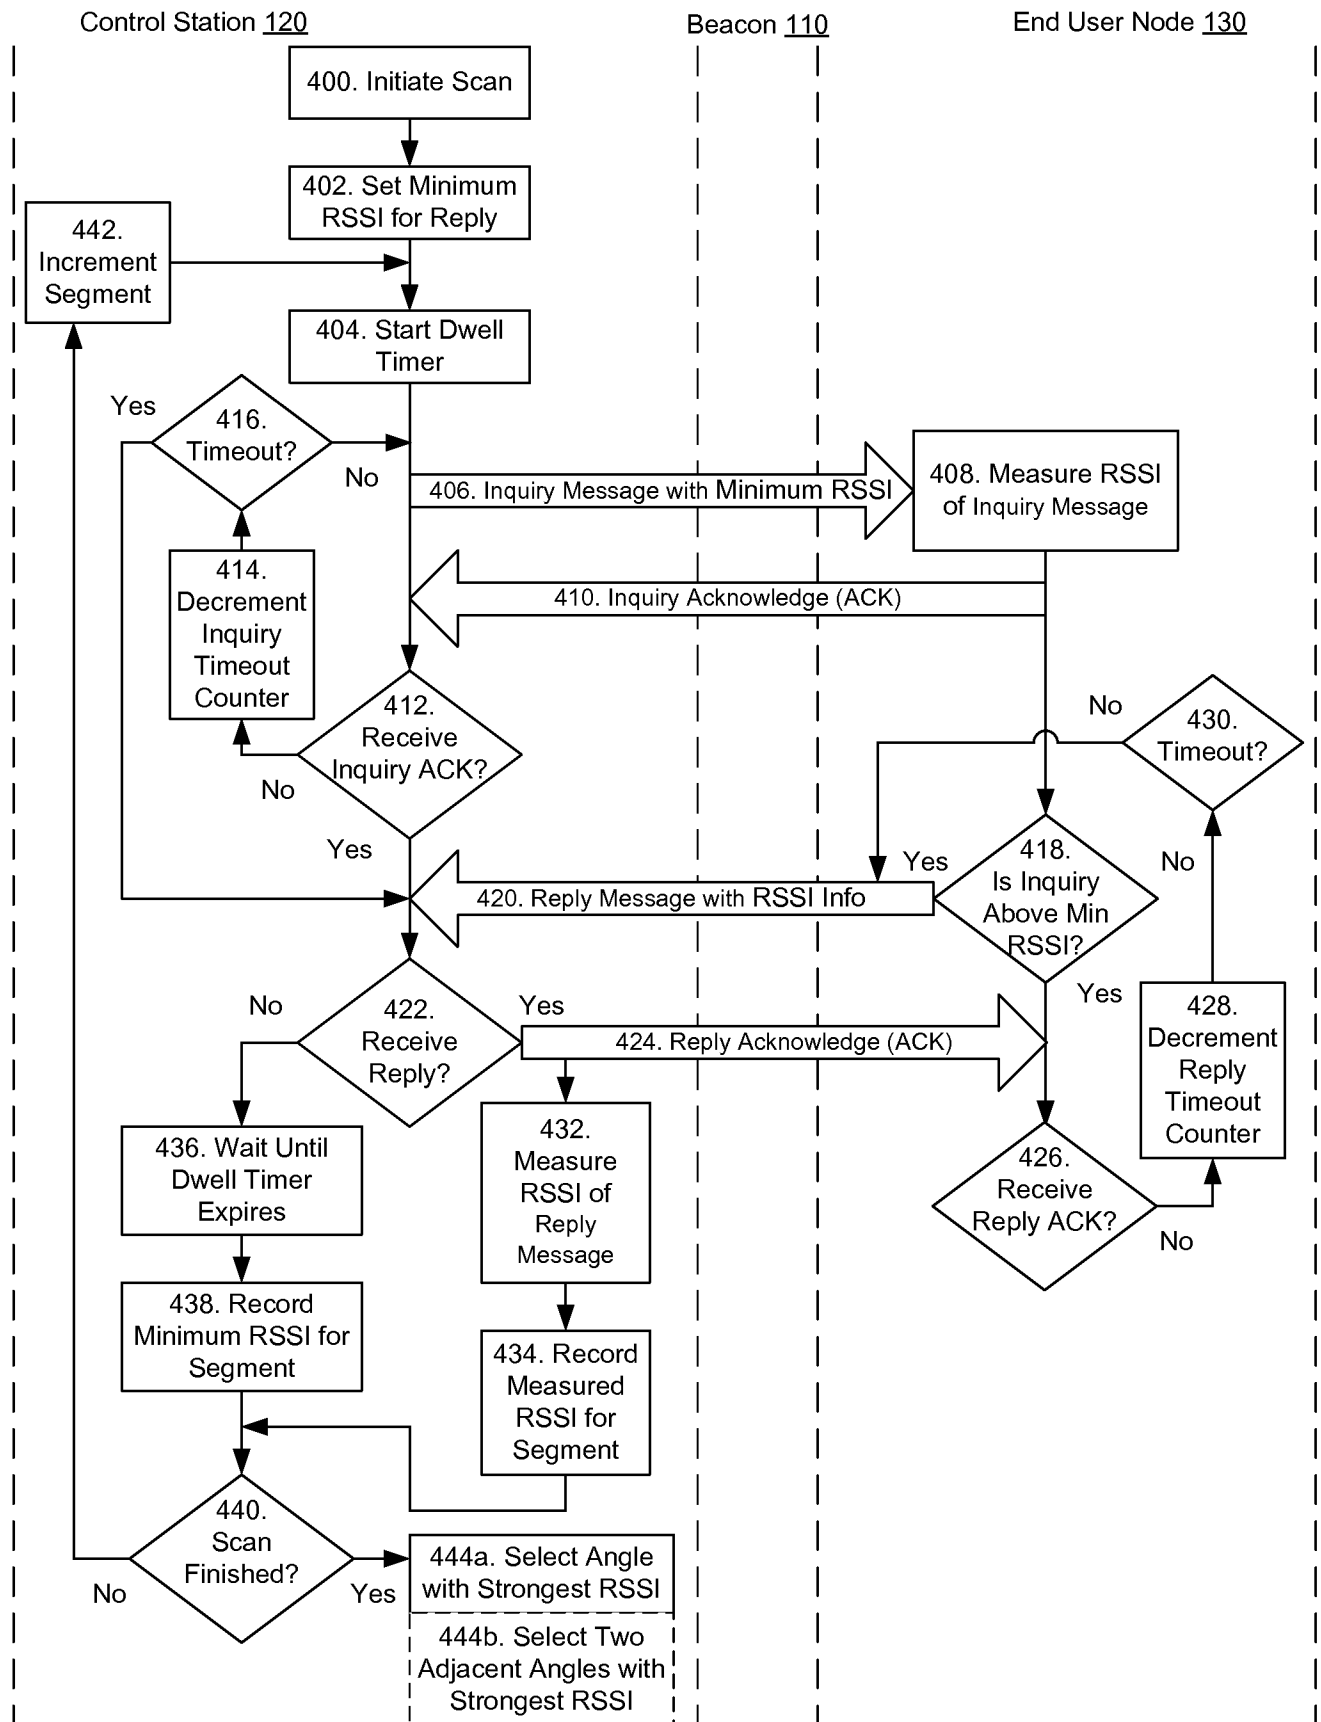 Control Station 120
Beacon 110
End User Node 130
400. Initiate Scan
402. Set Minimum
RSSI for Reply
442.
Increment
Segment
404. Start Dwell
Timer
Yes
416.
Timeout?
No
406. Inquiry Message with Minimum RSSI
408. Measure RSSI
of Inquiry Message
414.
Decrement
Inquiry
Timeout
Counter
410. Inquiry Acknowledge (ACK)
412.
Receive
Inquiry ACK?
No
Yes
No
430.
Timeout?
No
Yes
418.
Is Inquiry
Above Min
RSSI?
Yes
420. Reply Message with RSSI Info
422.
Receive
Reply?
No
Yes
424. Reply Acknowledge (ACK)
428.
Decrement
Reply
Timeout
Counter
426.
Receive
Reply ACK?
No
432.
Measure
RSSI of
Reply
Message
436. Wait Until
Dwell Timer
Expires
438. Record
Minimum RSSI for
Segment
434. Record
Measured
RSSI for
Segment
440.
Scan
Finished?
No
Yes
444a. Select Angle
with Strongest RSSI
444b. Select Two
Adjacent Angles with
Strongest RSSI